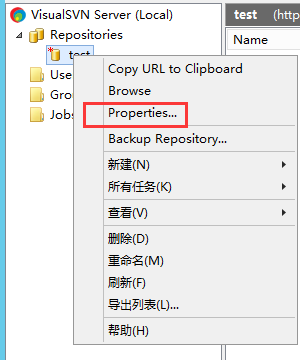 VisualSVN Server (Local)
test
(http
Repositories
Name
test
Use
Copy URL to Clipboard
Browse
Grou
Properties...
Jobs
Backup Repository...
新建(N)
所有任务(K)
查看(V)
删除(D)
重命名(M)
刷新(F)
导出列表(L)...
帮助(H)